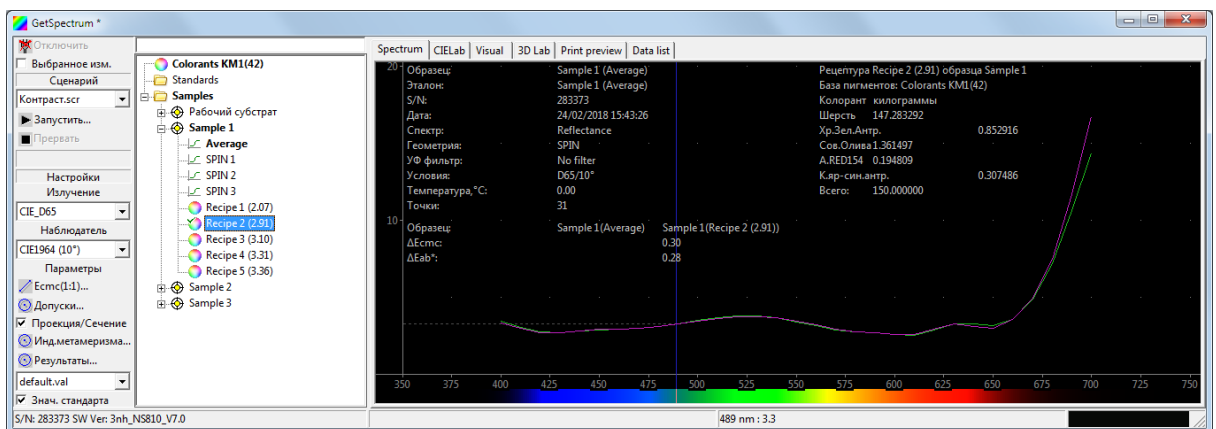 GetSpectrum *
Отключить
Выбранное изм.
Сценарий
Контраст.scr
Запустить...
Прервать
Настройки
Излучение
CIE_D65
Наблюдатель
CIE1964 (10°)
Параметры
Ecmc(1:1)...
Допуски...
Проекция/Сечение
Инд.метамеризма...
Результаты...
default.val
Знач. стандарта
Colorants KM1(42)
Standards
Samples
Рабочий субстрат
Sample 1
Average
SPIN 1
SPIN 2
SPIN 3
Recipe 1 (2.07)
Recipe 2 (2.91)
Recipe 3 (3.10)
Recipe 4 (3.31)
Recipe 5 (3.36)
Sample 2
Sample 3
Spectrum CIELab Visual 3D Lab Print preview Data list
20
10
Образец: Sample 1 (Average)
Эталон: Sample 1 (Average)
S/N: 283373
Дата: 24/02/2018 15:43:26
Спектр: Reflectance
Геометрия: SPIN
УФ фильтр: No filter
Условия: D65/10°
Температура,°C: 0.00
Точки: 31
Образец: Sample 1(Average) Sample 1(Recipe 2 (2.91))
ΔEcmc: 0.30
ΔEab*: 0.28
Рецептура Recipe 2 (2.91) образца Sample 1
База пигментов: Colorants KM1(42)
Колорант килограммы
Шерсть 147.283292
Хр.Зел.Антр. 0.852916
Сов.Олива1.361497
A.RED154 0.194809
К.яр-син.антр. 0.307486
Всего: 150.000000
350 375 400 425 450 475 500 525 550 575 600 625 650 675 700 725 750
S/N: 283373 SW Ver: 3nh_NS810_V7.0
489 nm : 3.3